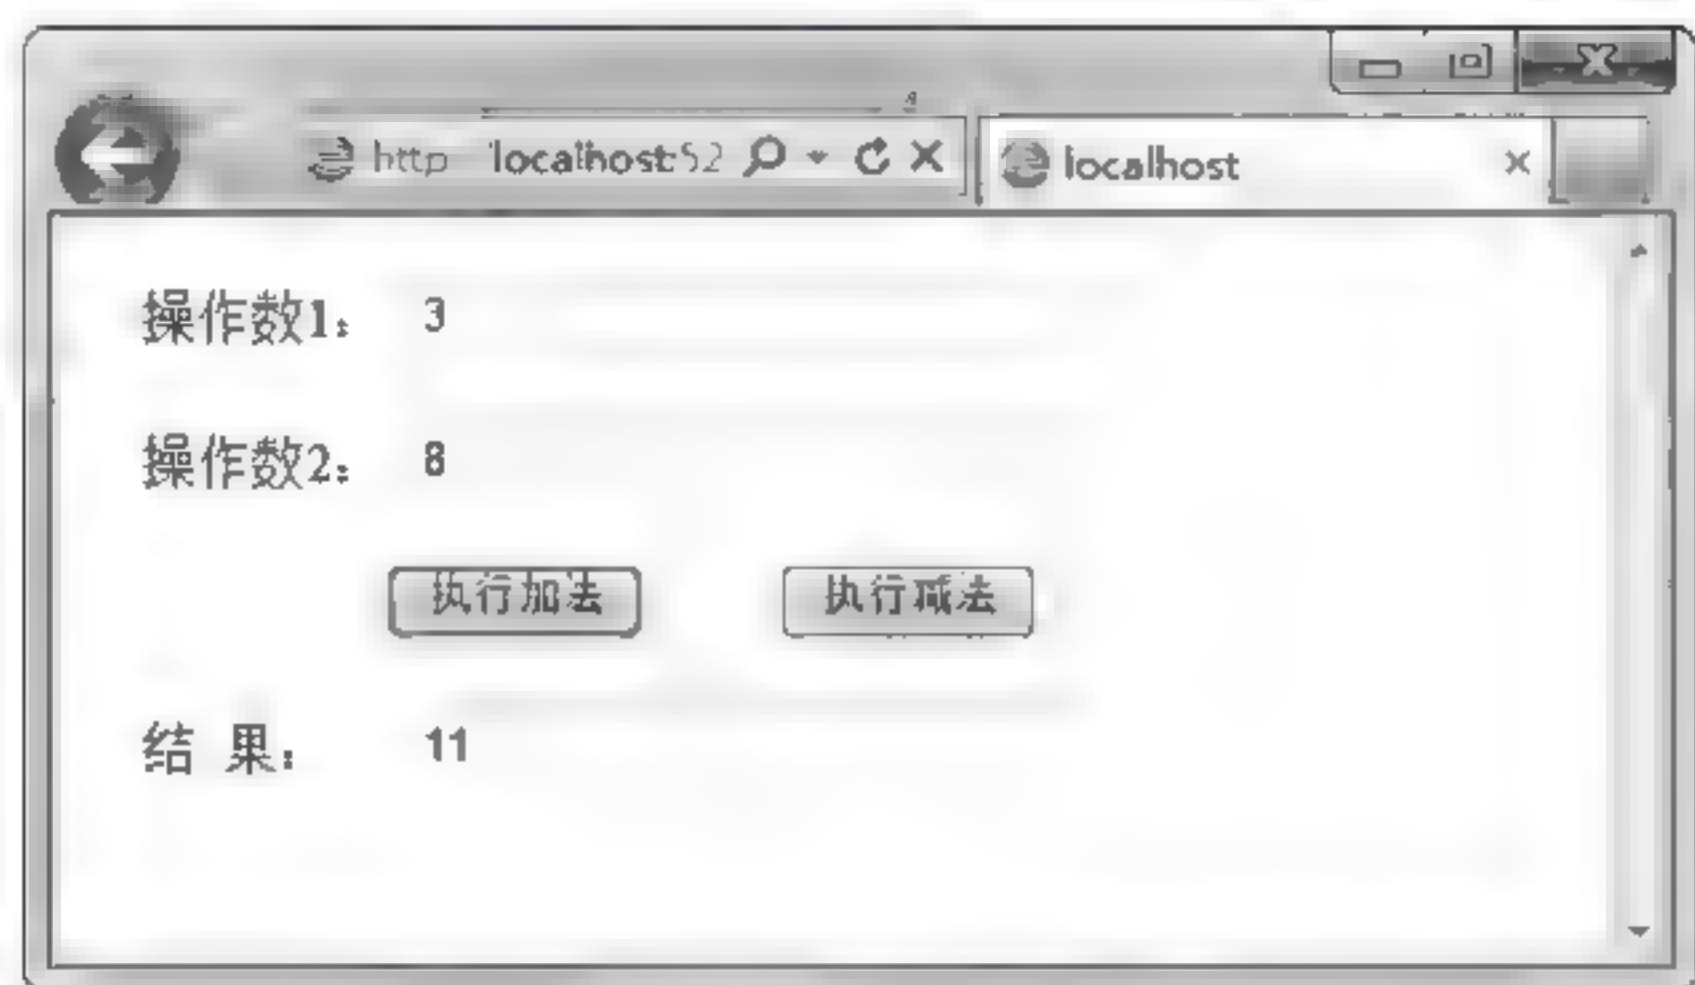 http localhost:52
localhost
操作数1: 3
操作数2: 8
执行加法 执行减法
结 果: 11